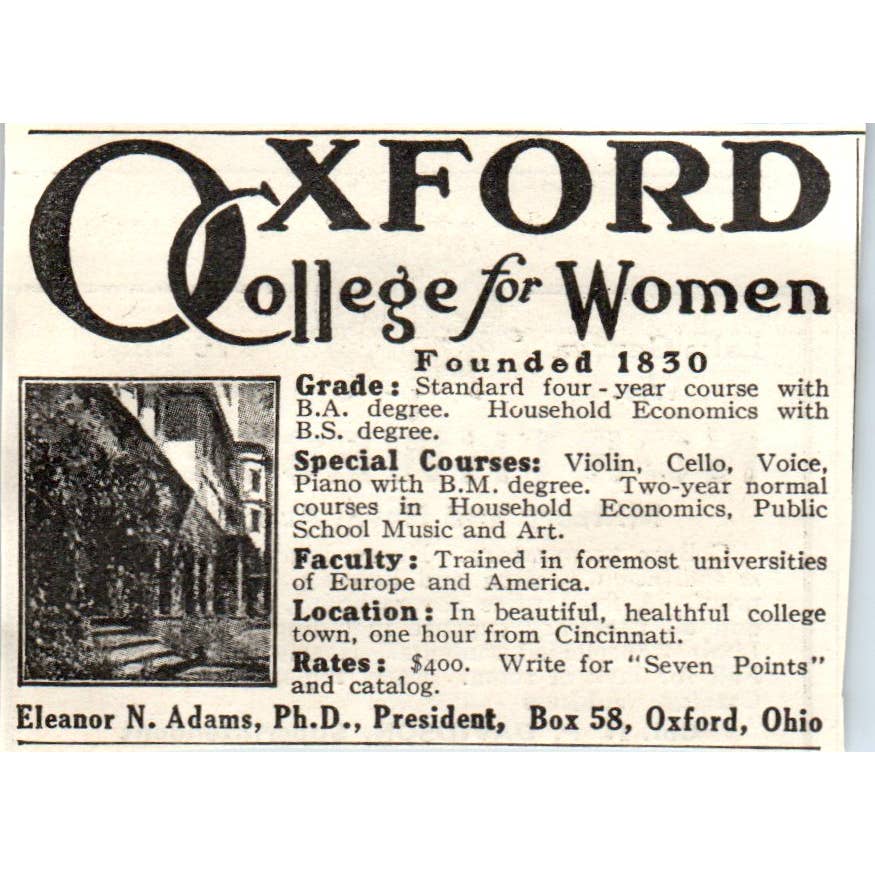 OXFORD
College for Women
Founded 1830
Grade: Standard four-year course with
B.A. degree. Household Economics with
B.S. degree.
Special Courses: Violin, Cello, Voice,
Piano with B.M. degree. Two-year normal
courses in Household Economics, Public
School Music and Art.
Faculty: Trained in foremost universities
of Europe and America.
Location: In beautiful, healthful college
town, one hour from Cincinnati.
Rates: $400. Write for "Seven Points"
and catalog.
Eleanor N. Adams, Ph.D., President, Box 58, Oxford, Ohio